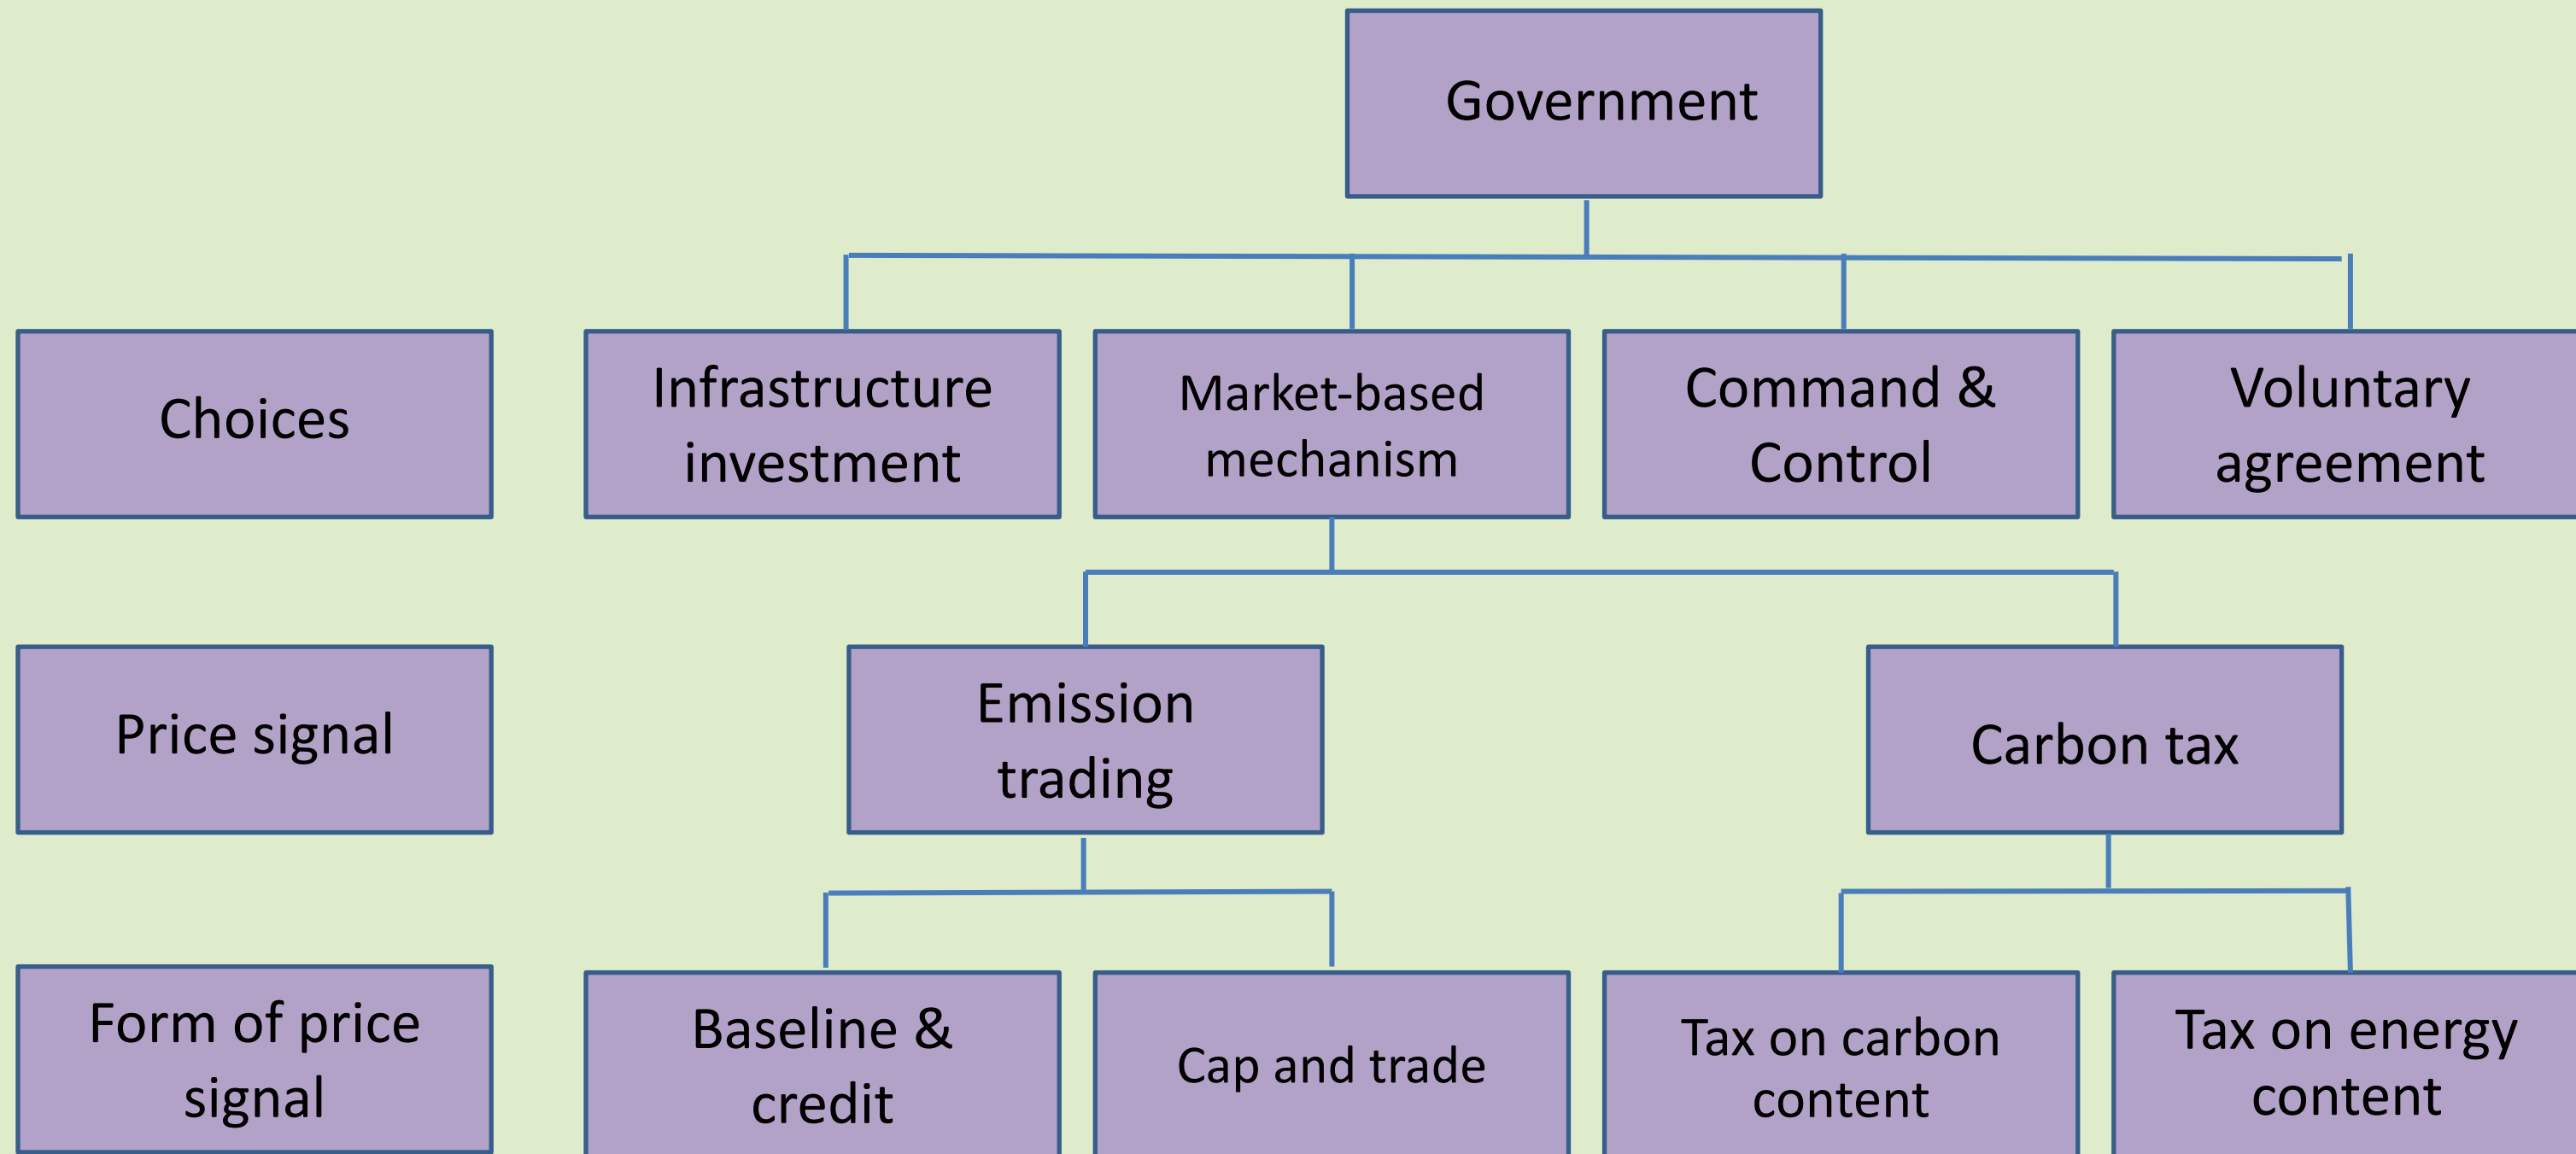 Government
Choices
Infrastructure
investment
Market-based
mechanism
Command &
Control
Voluntary
agreement
Price signal
Emission
trading
Carbon tax
Form of price
signal
Baseline &
credit
Cap and trade
Tax on carbon
content
Tax on energy
content